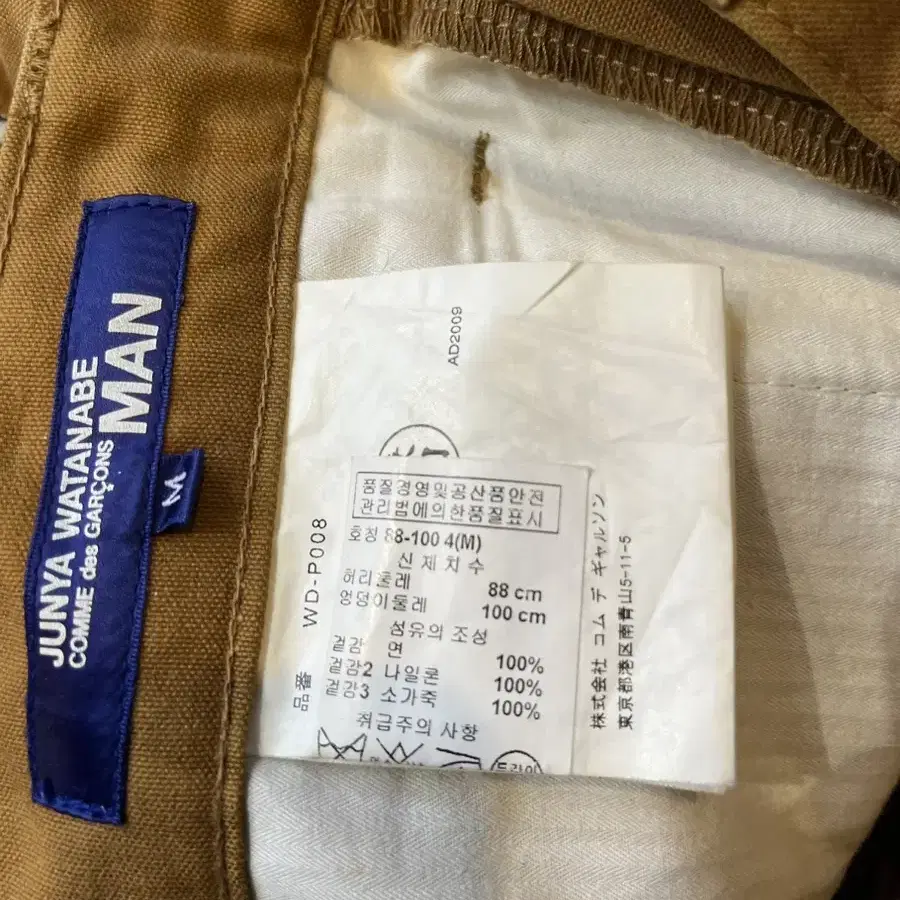 JUNYA WATANABE
COMME des GARÇONS
MAN
M
AD2009
품질경영및공산품안전
관리법에의한품질표시
호칭 88-100 4(M)
신체치수
허리둘레 88 cm
엉덩이둘레 100 cm
섬유의 조성
겉감 면 100%
겉감2 나일론 100%
겉감3 소가죽 100%
취급주의 사항
드라이
品番 WD-P008
株式会社 コム デ ギャルソン
東京都港区南青山5-11-5